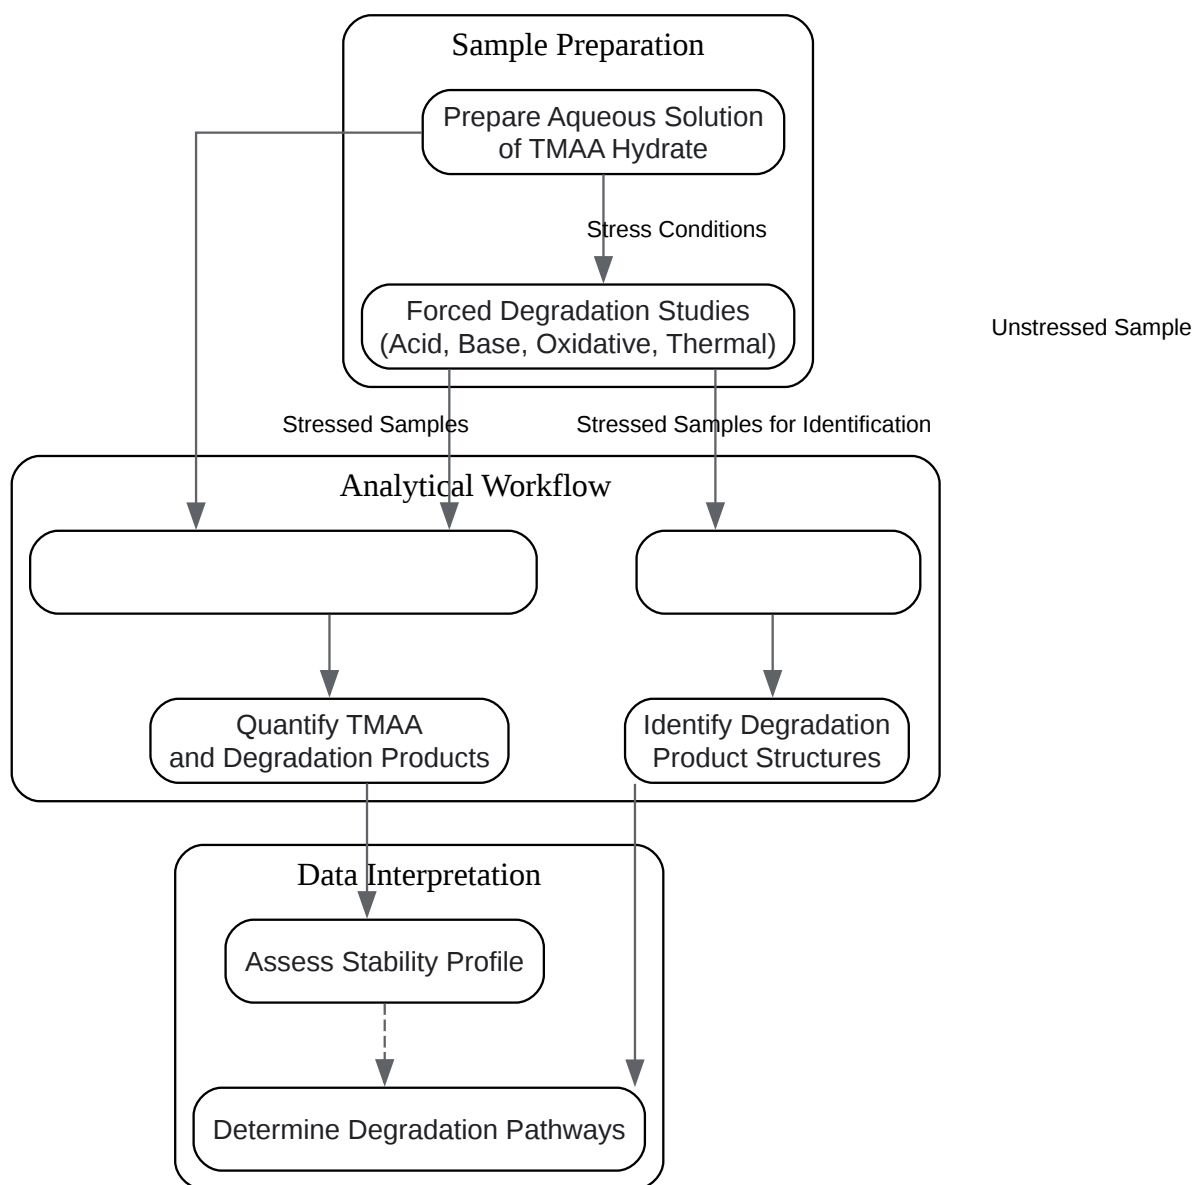 Sample Preparation
Prepare Aqueous Solution
of TMAA Hydrate
Stress Conditions
Forced Degradation Studies
(Acid, Base, Oxidative, Thermal)
Unstressed Sample
Stressed Samples
Stressed Samples for Identification
Analytical Workflow
Quantify TMAA
and Degradation Products
Identify Degradation
Product Structures
Data Interpretation
Assess Stability Profile
Determine Degradation Pathways